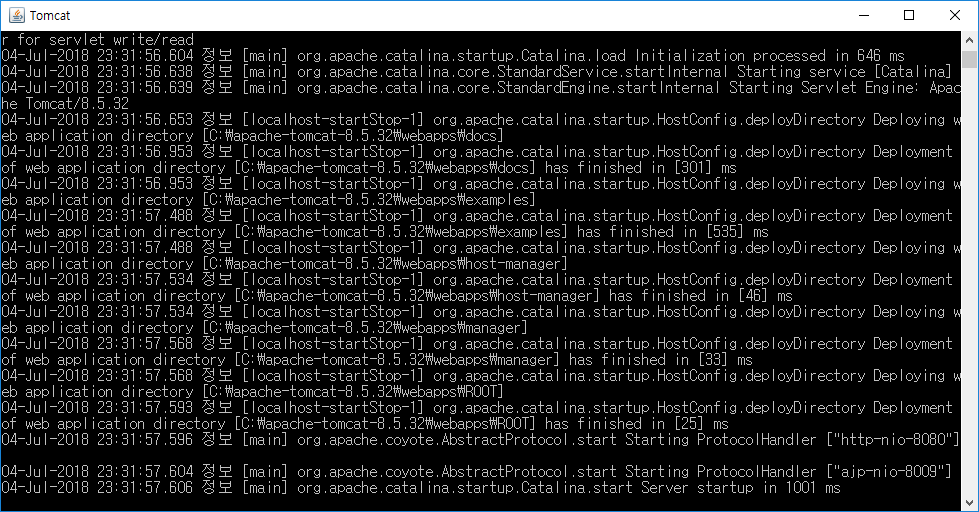 Tomcat
r for servlet write/read
04-Jul-2018 23:31:56.604 정보 [main] org.apache.catalina.startup.Catalina.load Initialization processed in 646 ms
04-Jul-2018 23:31:56.638 정보 [main] org.apache.catalina.core.StandardService.startInternal Starting service [Catalina]
04-Jul-2018 23:31:56.639 정보 [main] org.apache.catalina.core.StandardEngine.startInternal Starting Servlet Engine: Apac
he Tomcat/8.5.32
04-Jul-2018 23:31:56.653 정보 [localhost-startStop-1] org.apache.catalina.startup.HostConfig.deployDirectory Deploying w
eb application directory [C:₩apache-tomcat-8.5.32₩webapps₩docs]
04-Jul-2018 23:31:56.953 정보 [localhost-startStop-1] org.apache.catalina.startup.HostConfig.deployDirectory Deployment
of web application directory [C:₩apache-tomcat-8.5.32₩webapps₩docs] has finished in [301] ms
04-Jul-2018 23:31:56.953 정보 [localhost-startStop-1] org.apache.catalina.startup.HostConfig.deployDirectory Deploying w
eb application directory [C:₩apache-tomcat-8.5.32₩webapps₩examples]
04-Jul-2018 23:31:57.488 정보 [localhost-startStop-1] org.apache.catalina.startup.HostConfig.deployDirectory Deployment
of web application directory [C:₩apache-tomcat-8.5.32₩webapps₩examples] has finished in [535] ms
04-Jul-2018 23:31:57.488 정보 [localhost-startStop-1] org.apache.catalina.startup.HostConfig.deployDirectory Deploying w
eb application directory [C:₩apache-tomcat-8.5.32₩webapps₩host-manager]
04-Jul-2018 23:31:57.534 정보 [localhost-startStop-1] org.apache.catalina.startup.HostConfig.deployDirectory Deployment
of web application directory [C:₩apache-tomcat-8.5.32₩webapps₩host-manager] has finished in [46] ms
04-Jul-2018 23:31:57.534 정보 [localhost-startStop-1] org.apache.catalina.startup.HostConfig.deployDirectory Deploying w
eb application directory [C:₩apache-tomcat-8.5.32₩webapps₩manager]
04-Jul-2018 23:31:57.568 정보 [localhost-startStop-1] org.apache.catalina.startup.HostConfig.deployDirectory Deployment
of web application directory [C:₩apache-tomcat-8.5.32₩webapps₩manager] has finished in [33] ms
04-Jul-2018 23:31:57.568 정보 [localhost-startStop-1] org.apache.catalina.startup.HostConfig.deployDirectory Deploying w
eb application directory [C:₩apache-tomcat-8.5.32₩webapps₩ROOT]
04-Jul-2018 23:31:57.593 정보 [localhost-startStop-1] org.apache.catalina.startup.HostConfig.deployDirectory Deployment
of web application directory [C:₩apache-tomcat-8.5.32₩webapps₩ROOT] has finished in [25] ms
04-Jul-2018 23:31:57.596 정보 [main] org.apache.coyote.AbstractProtocol.start Starting ProtocolHandler ["http-nio-8080"]
04-Jul-2018 23:31:57.604 정보 [main] org.apache.coyote.AbstractProtocol.start Starting ProtocolHandler ["ajp-nio-8009"]
04-Jul-2018 23:31:57.606 정보 [main] org.apache.catalina.startup.Catalina.start Server startup in 1001 ms